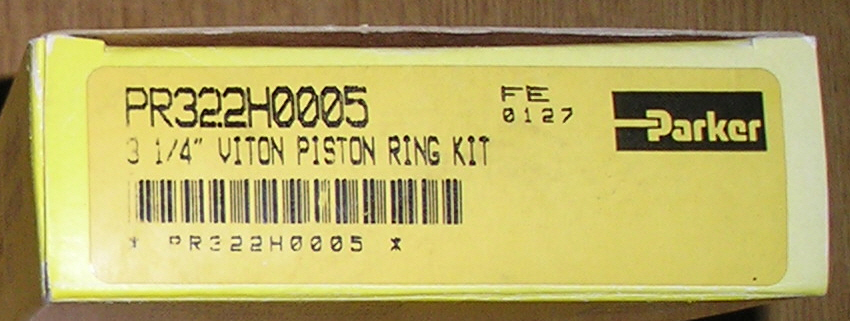 PR322H0005
FE
0127
Parker
3 1/4" VITON PISTON RING KIT
* PR322H0005 *